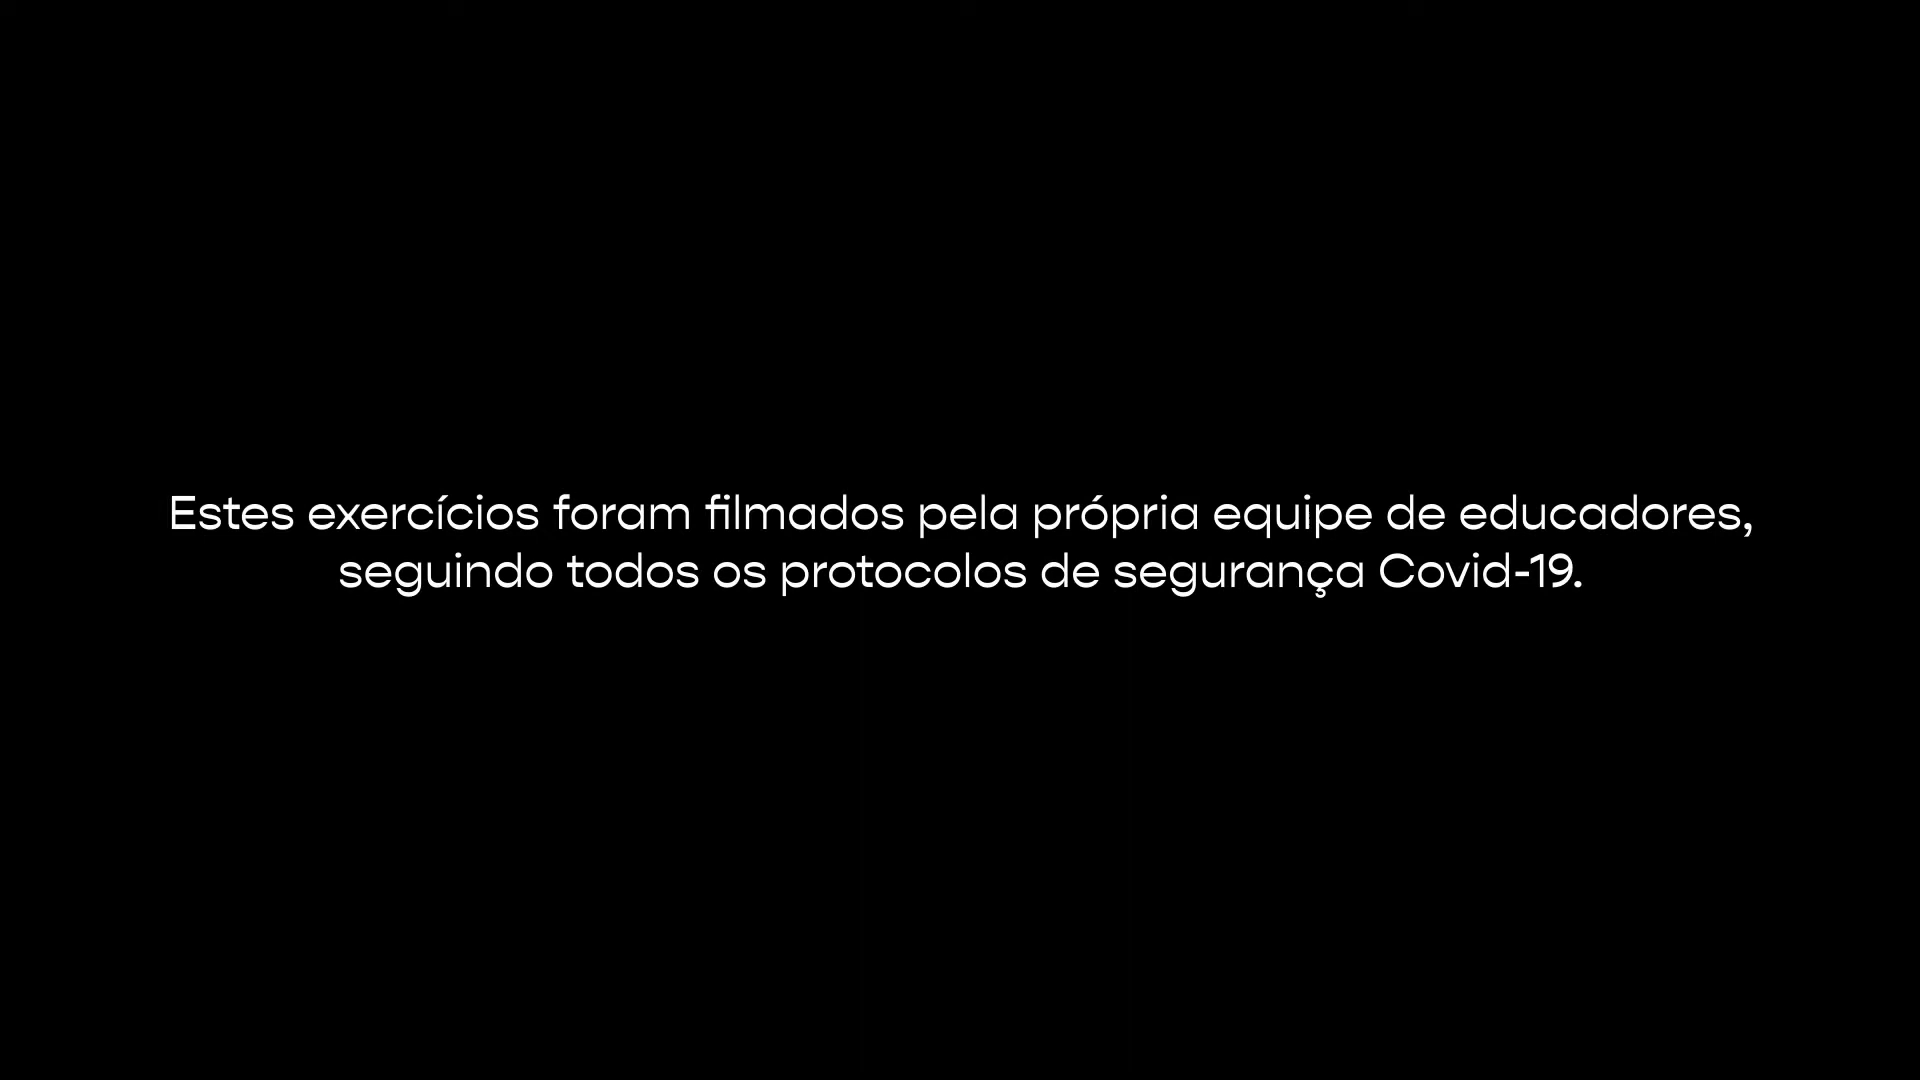 Estes exercícios foram filmados pela própria equipe de educadores,
seguindo todos os protocolos de segurança Covid-19.